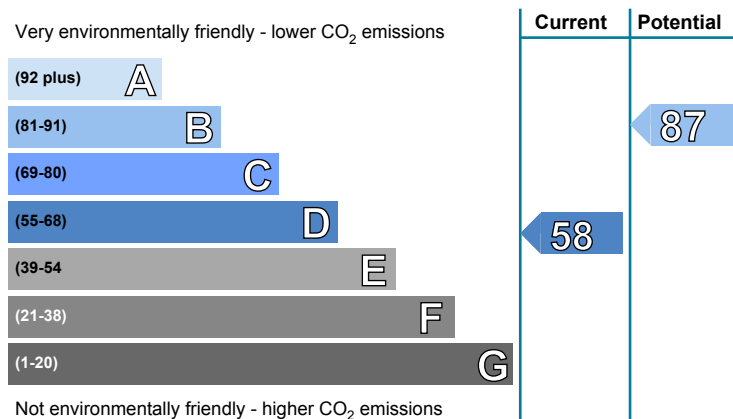 Current Potential
Very environmentally friendly - lower CO₂ emissions
(92 plus) A
(81-91) B 87
(69-80) C
(55-68) D 58
(39-54 E
(21-38) F
(1-20) G
Not environmentally friendly - higher CO₂ emissions